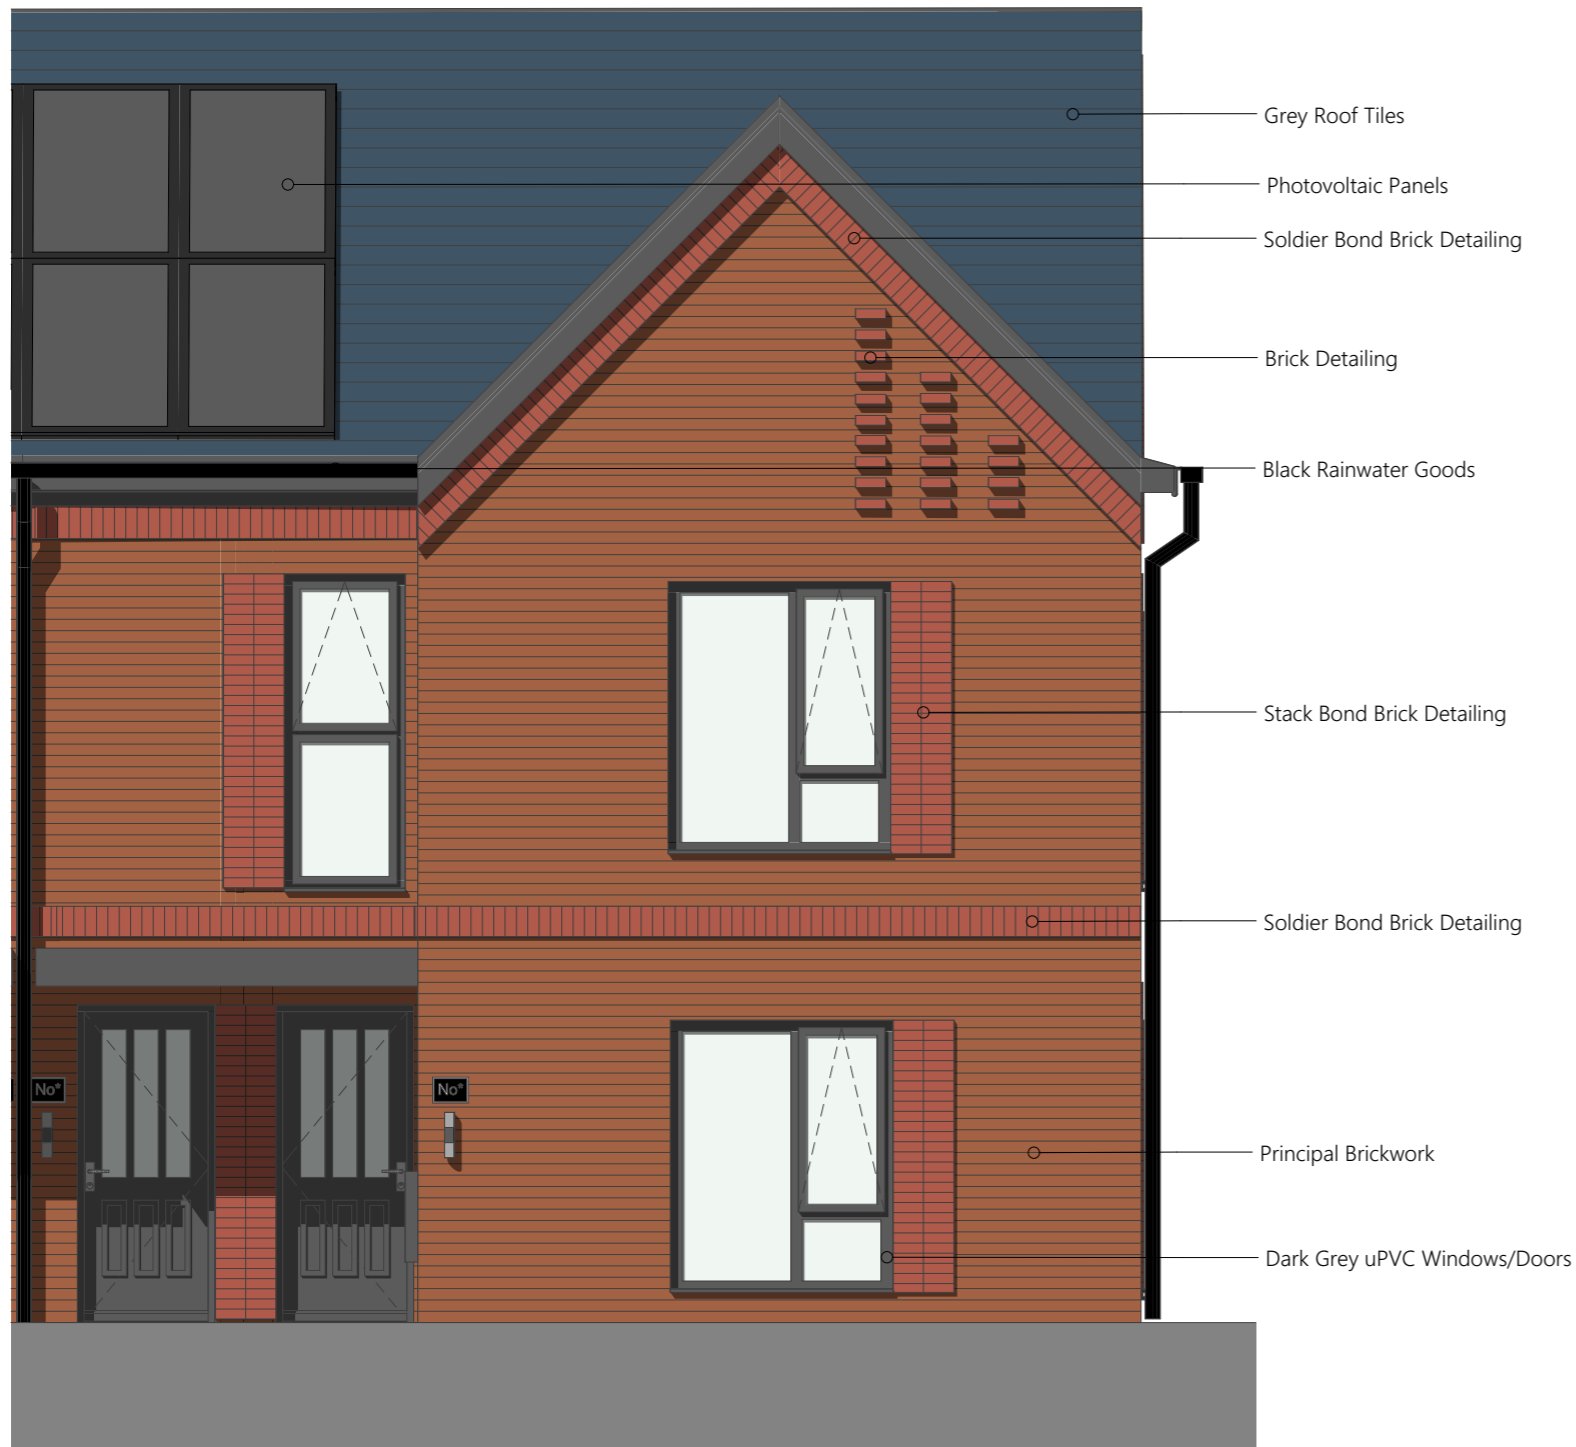 Grey Roof Tiles
Photovoltaic Panels
Soldier Bond Brick Detailing
Brick Detailing
Black Rainwater Goods
Stack Bond Brick Detailing
Soldier Bond Brick Detailing
No*
No*
Principal Brickwork
Dark Grey uPVC Windows/Doors